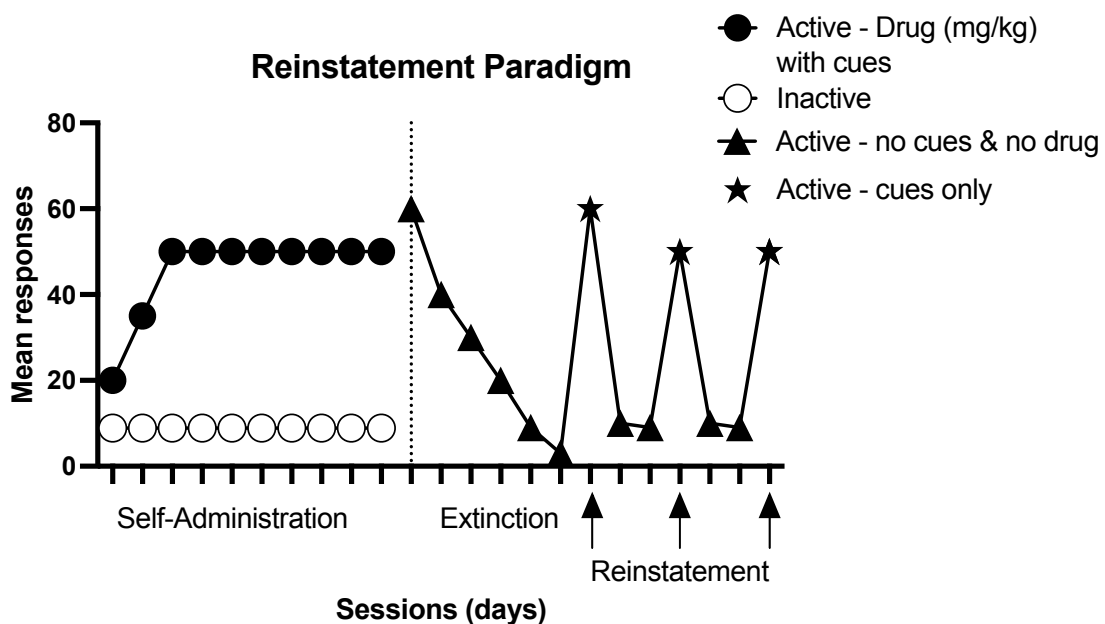 Active - Drug (mg/kg)
with cues
Inactive
Active - no cues & no drug
Active - cues only
Reinstatement Paradigm
Mean responses
80
60
40
20
0
Self-Administration
Extinction
Reinstatement
Sessions (days)